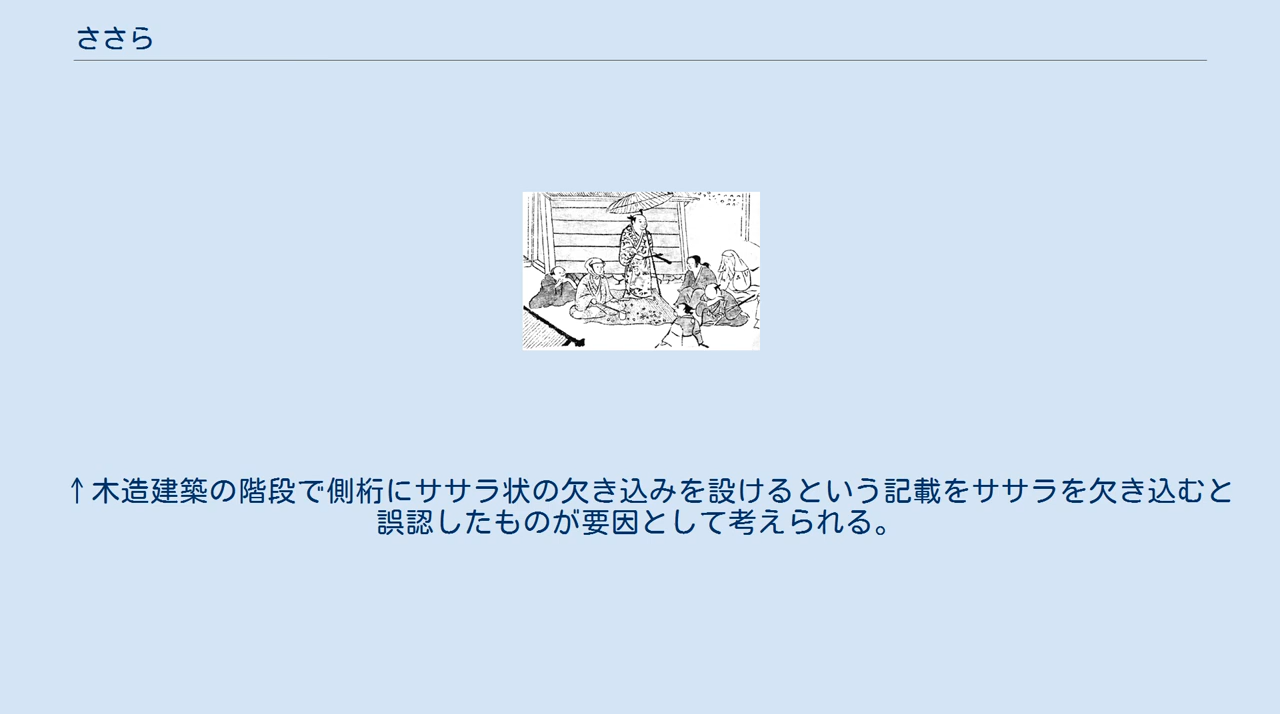 ささら
↑木造建築の階段で側桁にササラ状の欠き込みを設けるという記載をササラを欠き込むと
誤認したものが要因として考えられる。